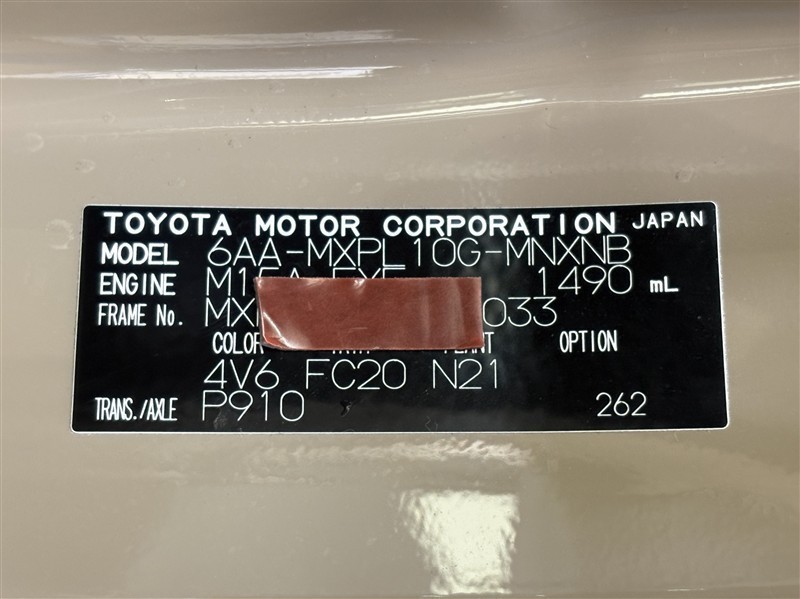 TOYOTA MOTOR CORPORATION JAPAN
MODEL 6AA-MXPL10G-MNXNB
ENGINE 1490 mL
FRAME No. MX 033
COLOR OPTION
4V6 FC20 N21
TRANS./AXLE P910 262